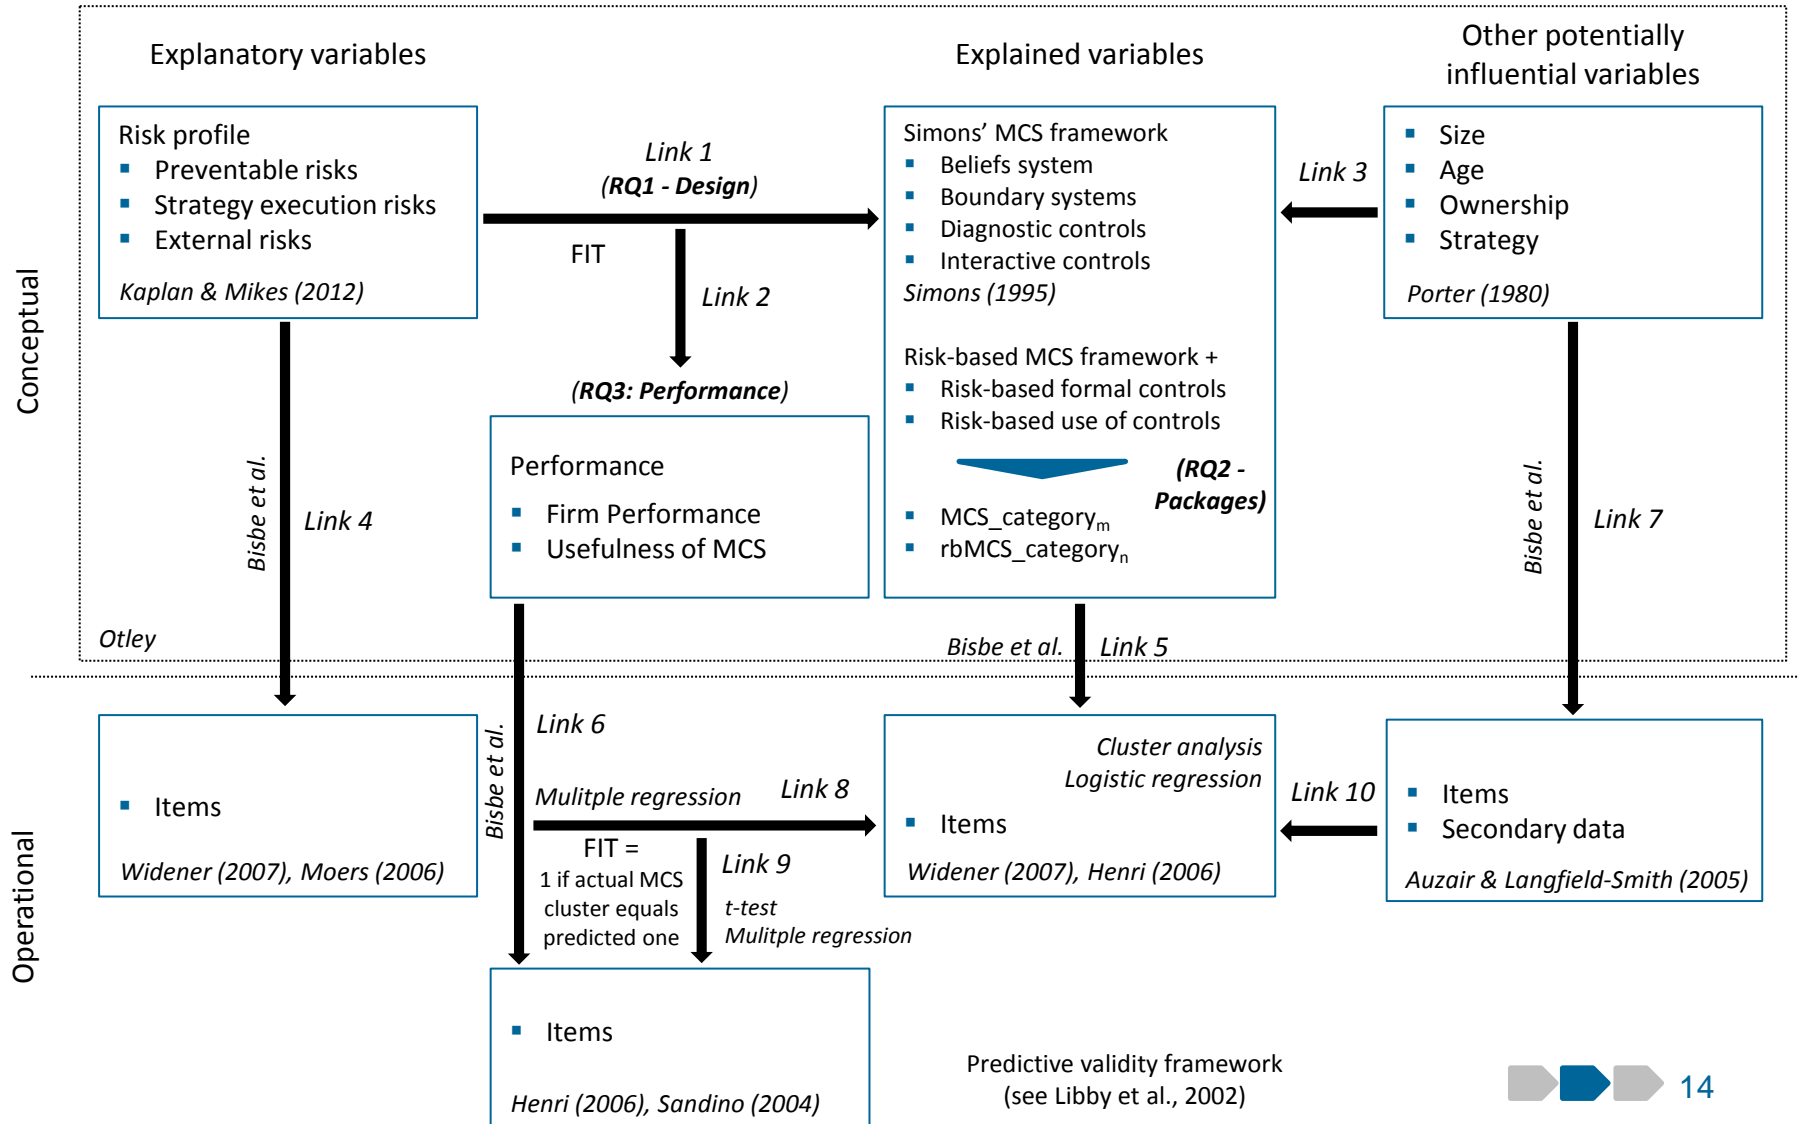 Explanatory variables
Explained variables
Other potentially
influential variables
Conceptual
Risk profile
▪ Preventable risks
▪ Strategy execution risks
▪ External risks
Kaplan & Mikes (2012)
Link 1
(RQ1 - Design)
FIT
Link 2
(RQ3: Performance)
Performance
▪ Firm Performance
▪ Usefulness of MCS
Simons’ MCS framework
▪ Beliefs system
▪ Boundary systems
▪ Diagnostic controls
▪ Interactive controls
Simons (1995)
Risk-based MCS framework +
▪ Risk-based formal controls
▪ Risk-based use of controls
(RQ2 -
Packages)
▪ MCS_categoryₘ
▪ rbMCS_categoryₙ
Link 3
▪ Size
▪ Age
▪ Ownership
▪ Strategy
Porter (1980)
Bisbe et al.
Link 4
Bisbe et al.
Link 7
Otley
Bisbe et al.
Link 5
Operational
▪ Items
Widener (2007), Moers (2006)
Bisbe et al.
Link 6
Mulitple regression
Link 8
FIT =
1 if actual MCS
cluster equals
predicted one
Link 9
t-test
Mulitple regression
Cluster analysis
Logistic regression
▪ Items
Widener (2007), Henri (2006)
Link 10
▪ Items
▪ Secondary data
Auzair & Langfield-Smith (2005)
▪ Items
Henri (2006), Sandino (2004)
Predictive validity framework
(see Libby et al., 2002)
14